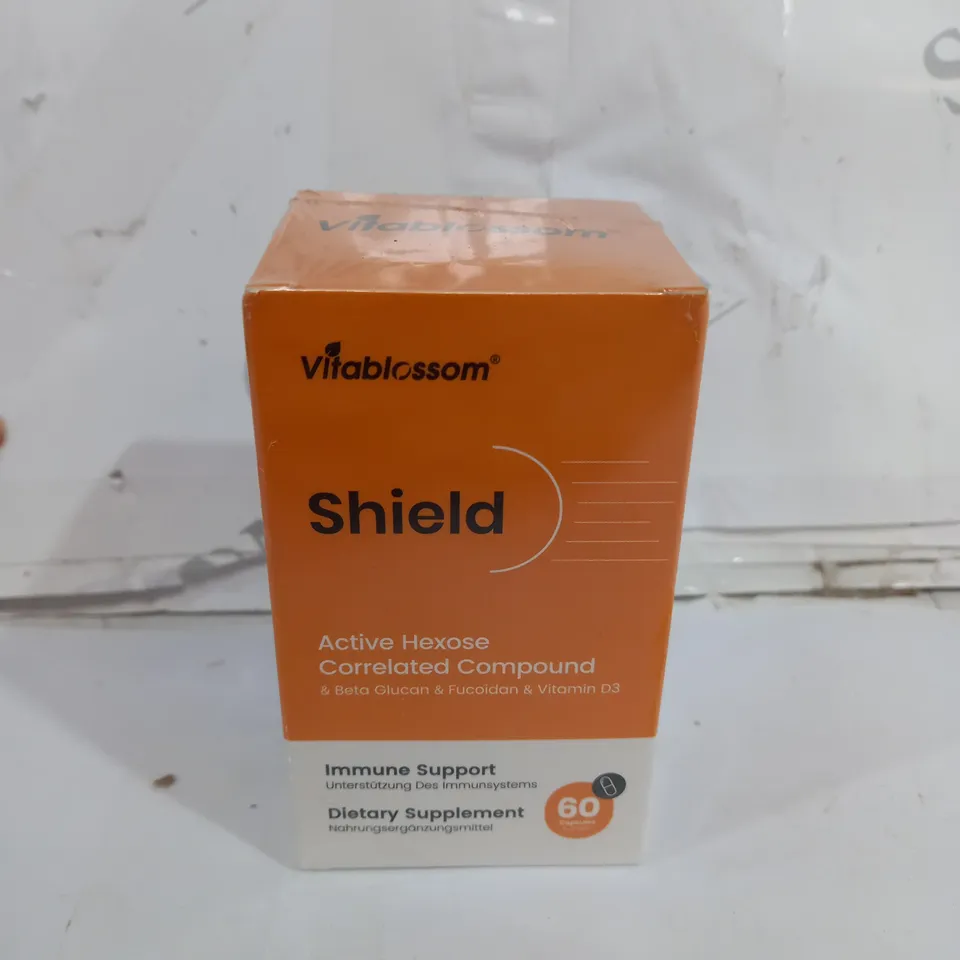 Vitablossom
Vitablossom®
Shield
Active Hexose
Correlated Compound
& Beta Glucan & Fucoidan & Vitamin D3
Immune Support
Unterstützung Des Immunsystems
Dietary Supplement
Nahrungsergänzungsmittel
60
Capsules